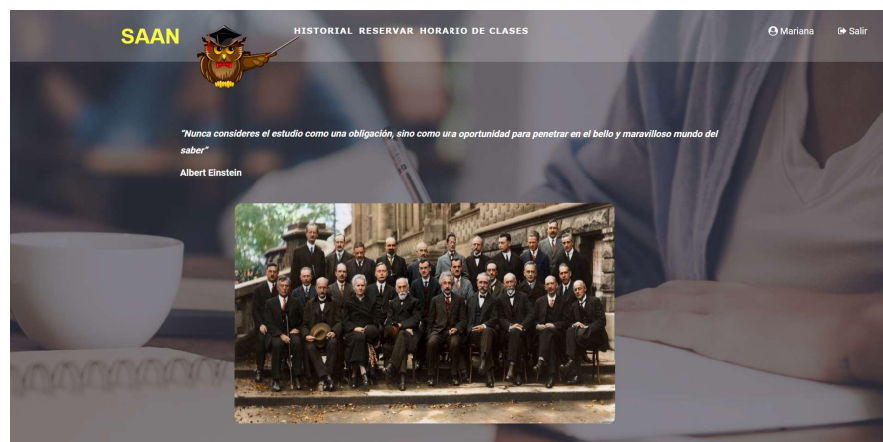 SAAN
HISTORIAL RESERVAR HORARIO DE CLASES
Mariana
Salir
"Nunca consideres el estudio como una obligación, sino como una oportunidad para penetrar en el bello y maravilloso mundo del
saber"
Albert Einstein